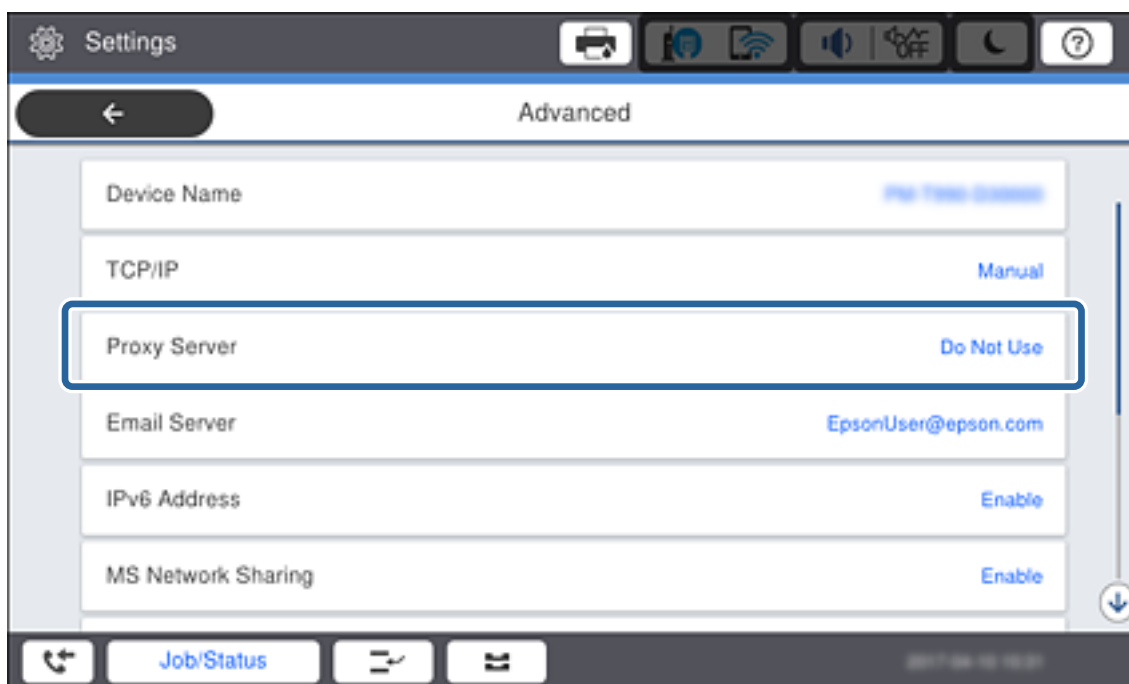 Settings
OFF
Advanced
Device Name
TCP/IP Manual
Proxy Server Do Not Use
Email Server EpsonUser@epson.com
IPv6 Address Enable
MS Network Sharing Enable
Job/Status